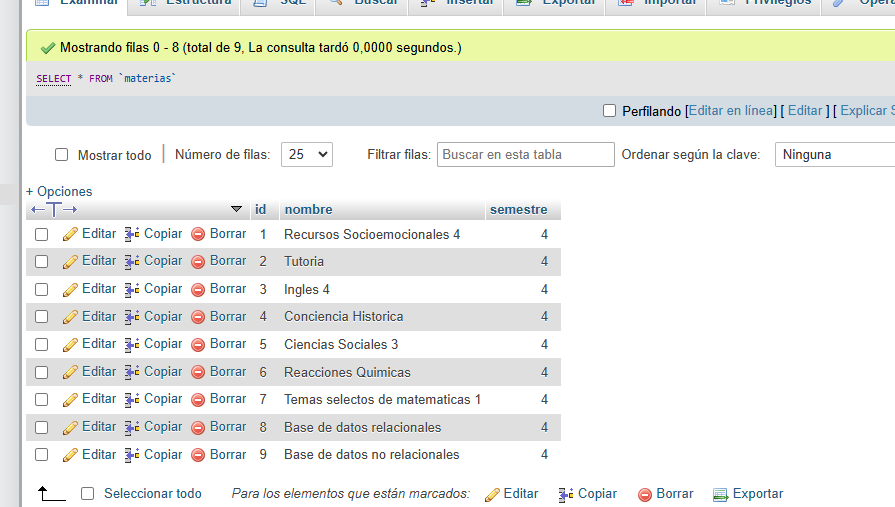 Examinar Estructura SQL Buscar Insertar Exportar Importar Privilegios
Mostrando filas 0 - 8 (total de 9, La consulta tardó 0,0000 segundos.)
SELECT * FROM `materias`
Perfilando [Editar en línea] [ Editar ] [ Explicar S
Mostrar todo Número de filas: 25 Filtrar filas: Buscar en esta tabla Ordenar según la clave: Ninguna
+ Opciones
←T→ id nombre semestre
Editar Copiar Borrar 1 Recursos Socioemocionales 4 4
Editar Copiar Borrar 2 Tutoria 4
Editar Copiar Borrar 3 Ingles 4 4
Editar Copiar Borrar 4 Conciencia Historica 4
Editar Copiar Borrar 5 Ciencias Sociales 3 4
Editar Copiar Borrar 6 Reacciones Quimicas 4
Editar Copiar Borrar 7 Temas selectos de matematicas 1 4
Editar Copiar Borrar 8 Base de datos relacionales 4
Editar Copiar Borrar 9 Base de datos no relacionales 4
Seleccionar todo Para los elementos que están marcados: Editar Copiar Borrar Exportar